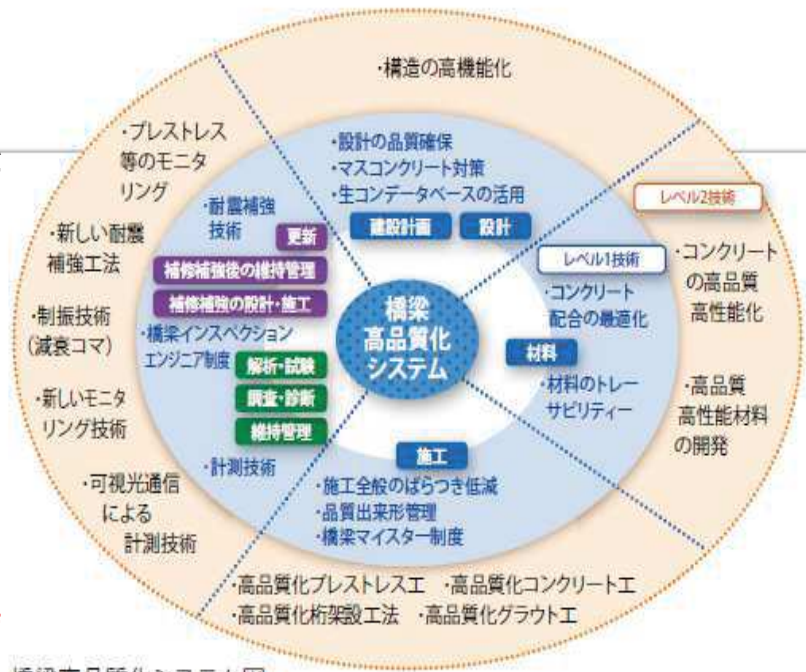 ・構造の高機能化
・プレストレス
等のモニタ
リング
・設計の品質確保
・マスコンクリート対策
・生コンデータベースの活用
建設計画
設計
レベル2技術
・耐震補強
技術
更新
補修補強後の維持管理
補修補強の設計・施工
・新しい耐震
補強工法
レベル1技術
・コンクリート
の高品質
高性能化
・コンクリート
配合の最適化
橋梁
高品質化
システム
・制振技術
(減衰コマ)
・橋梁インスペクション
エンジニア制度
解析・試験
調査・診断
維持管理
材料
・材料のトレー
サビリティー
・高品質
高性能材料
の開発
・新しいモニタ
リング技術
・計測技術
施工
・施工全般のばらつき低減
・品質出来形管理
・橋梁マイスター制度
・可視光通信
による
計測技術
・高品質化プレストレス工 ・高品質化コンクリート工
・高品質化桁架設工法 ・高品質化グラウト工